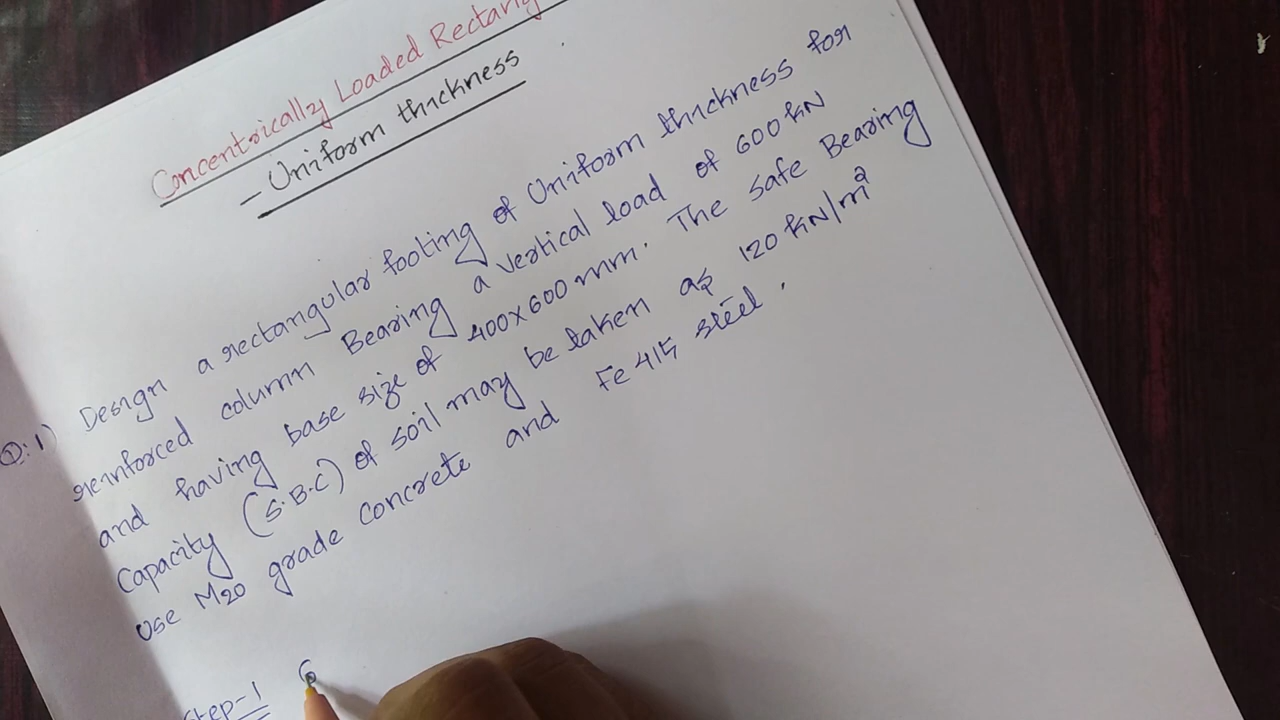 Concentrically Loaded
- Uniform thickness
Q:1) Design a rectangular footing of Uniform thickness for
reinforced column Bearing a vertical load of 600 KN
and having base size of 400x600 mm. The safe Bearing
Capacity (S.B.C) of soil may be taken as 120 KN/m²
Use M20 grade concrete and Fe 415 steel.
Step-1